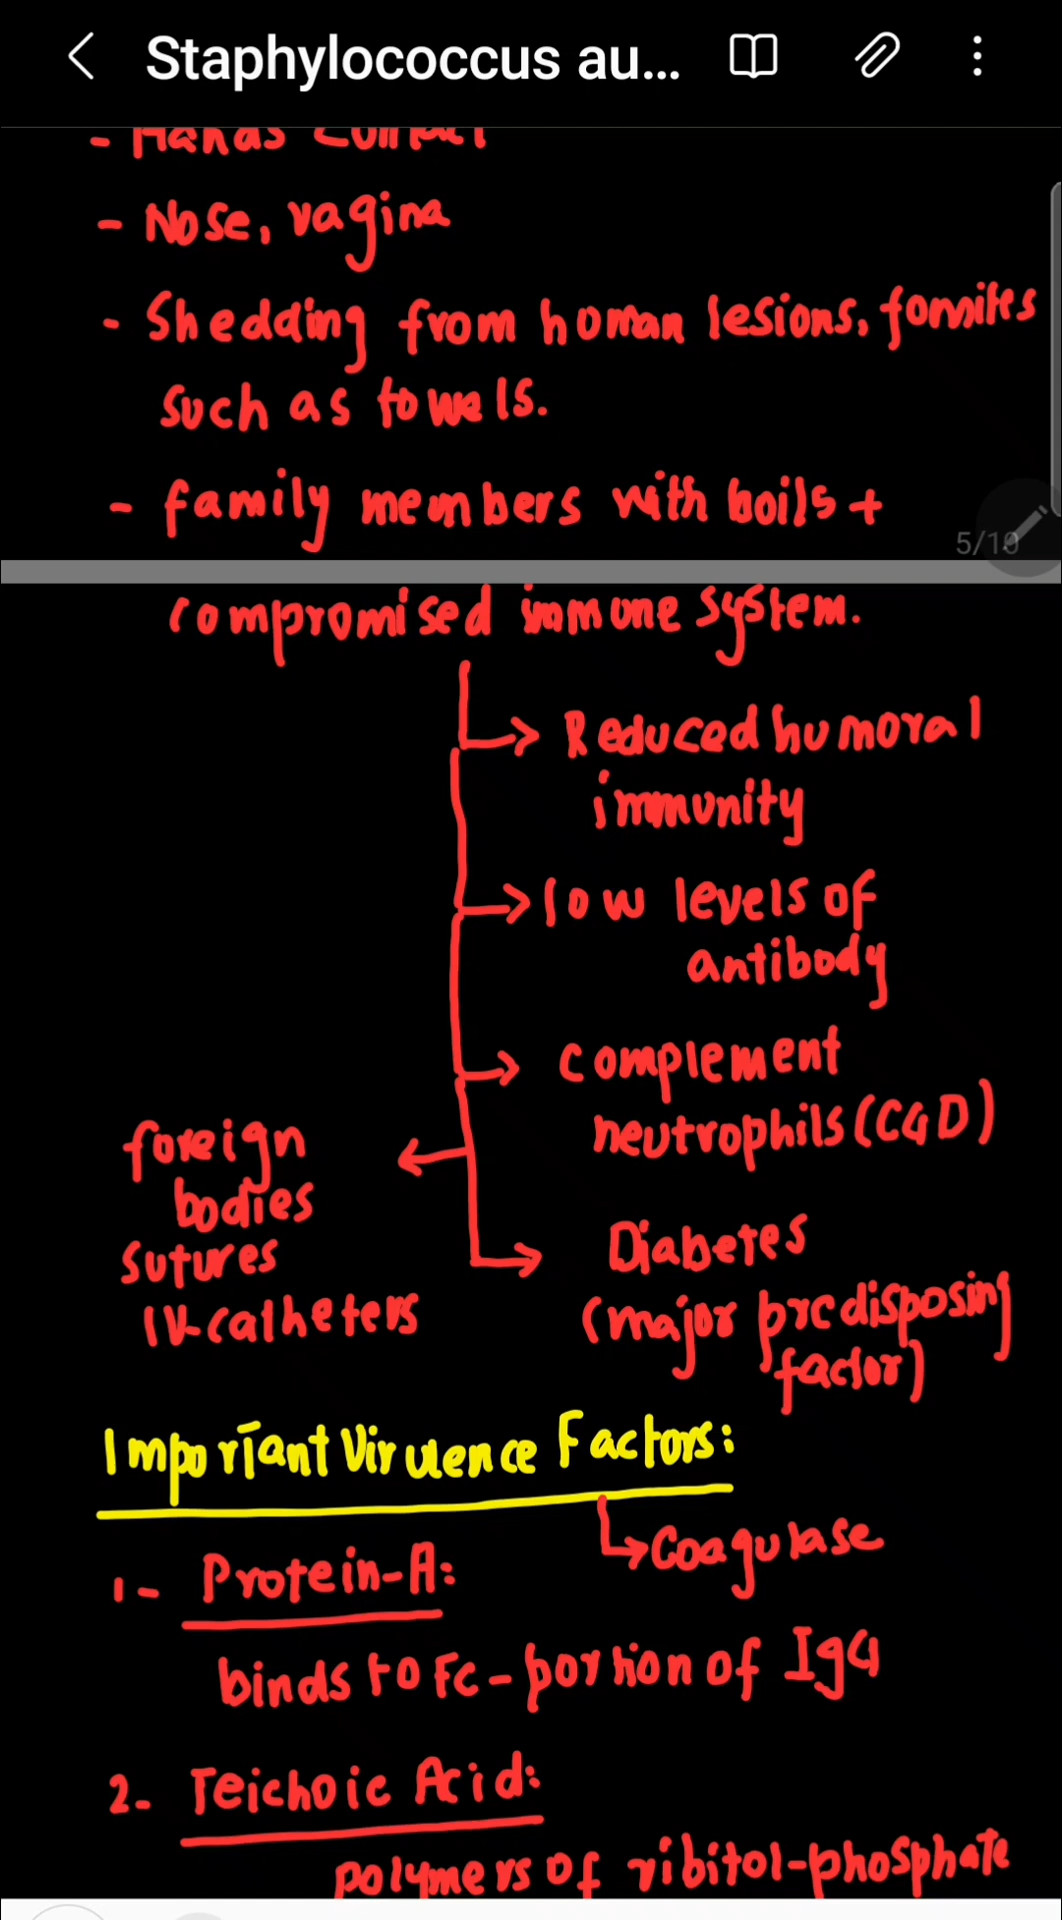 Staphylococcus au...
- Hands contact
- Nose, vagina
- Shedding from human lesions, fomites
such as towels.
- family members with boils +
5/10
compromised immune system.
→ Reduced humoral
immunity
→ low levels of
antibody
→ complement
neutrophils (CGD)
foreign ←
bodies
sutures
IV-catheters
→ Diabetes
(major predisposing
factor)
Important Virulence Factors:
↳ Coagulase
1- Protein-A:
binds to Fc-portion of IgG
2- Teichoic Acid:
polymers of ribitol-phosphate